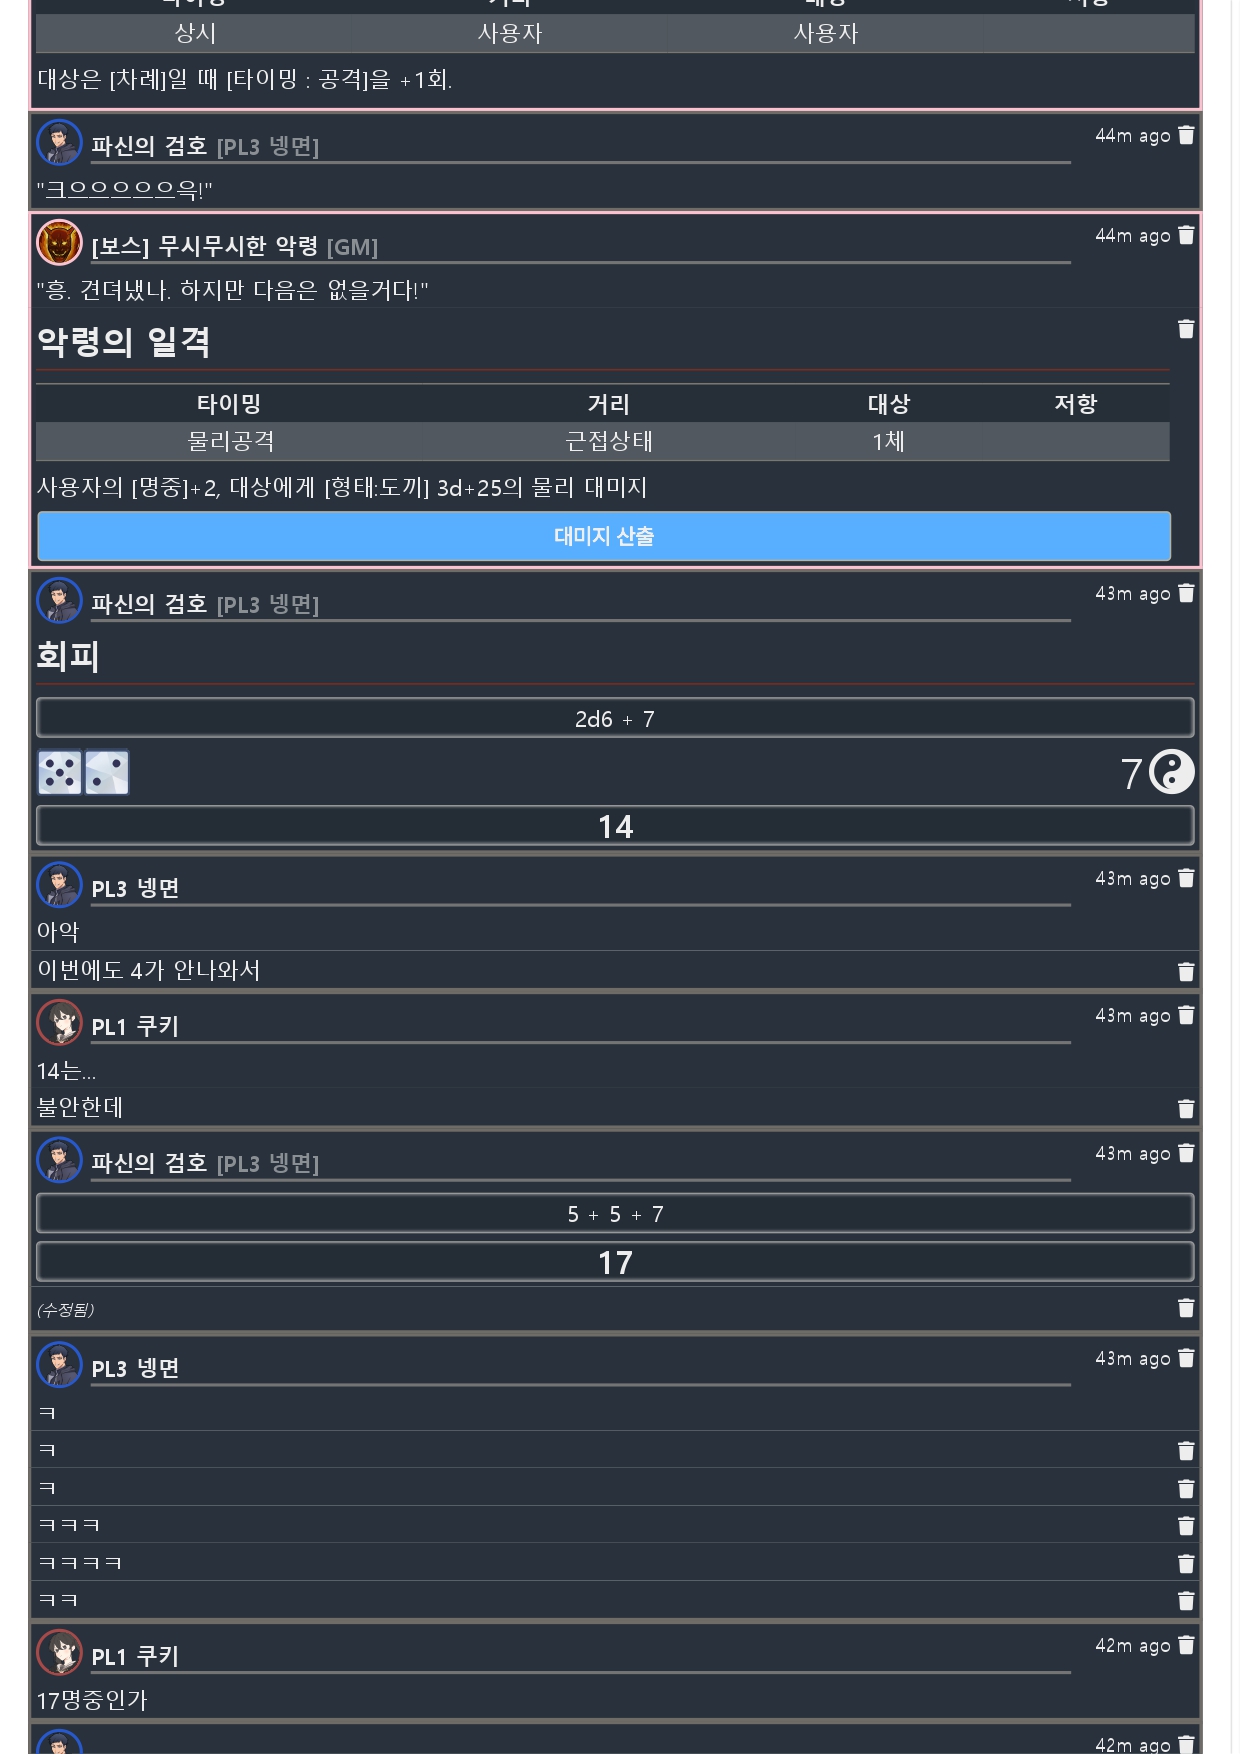 상시 사용자 사용자
대상은 [차례]일 때 [타이밍 : 공격]을 +1회.
파신의 검호 [PL3 넹면] 44m ago
"크으으으으으윽!"
[보스] 무시무시한 악령 [GM] 44m ago
"흥. 견뎌냈나. 하지만 다음은 없을거다!"
악령의 일격
타이밍 거리 대상 저항
물리공격 근접상태 1체
사용자의 [명중]+2, 대상에게 [형태:도끼] 3d+25의 물리 대미지
대미지 산출
파신의 검호 [PL3 넹면] 43m ago
회피
2d6 + 7
7
14
PL3 넹면 43m ago
아악
이번에도 4가 안나와서
PL1 쿠키 43m ago
14는...
불안한데
파신의 검호 [PL3 넹면] 43m ago
5 + 5 + 7
17
(수정됨)
PL3 넹면 43m ago
ㅋ
ㅋ
ㅋ
ㅋㅋㅋ
ㅋㅋㅋㅋ
ㅋㅋ
PL1 쿠키 42m ago
17명중인가
42m ago